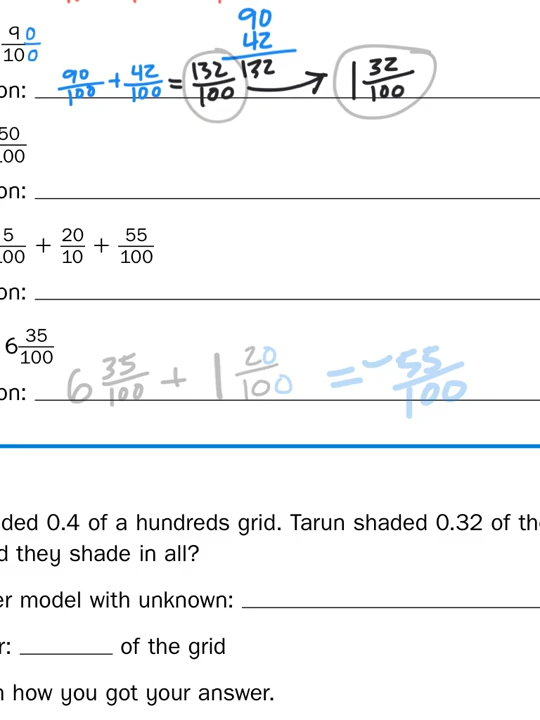 90
42
90/100
on: 90/100 + 42/100 = 132/100 132 → 1 32/100
50
00
on:
5/00 + 20/10 + 55/100
on:
6 35/100
on: 6 35/100 + 1 20/100 = -55/100
ded 0.4 of a hundreds grid. Tarun shaded 0.32 of th
d they shade in all?
er model with unknown:
r: ________ of the grid
n how you got your answer.